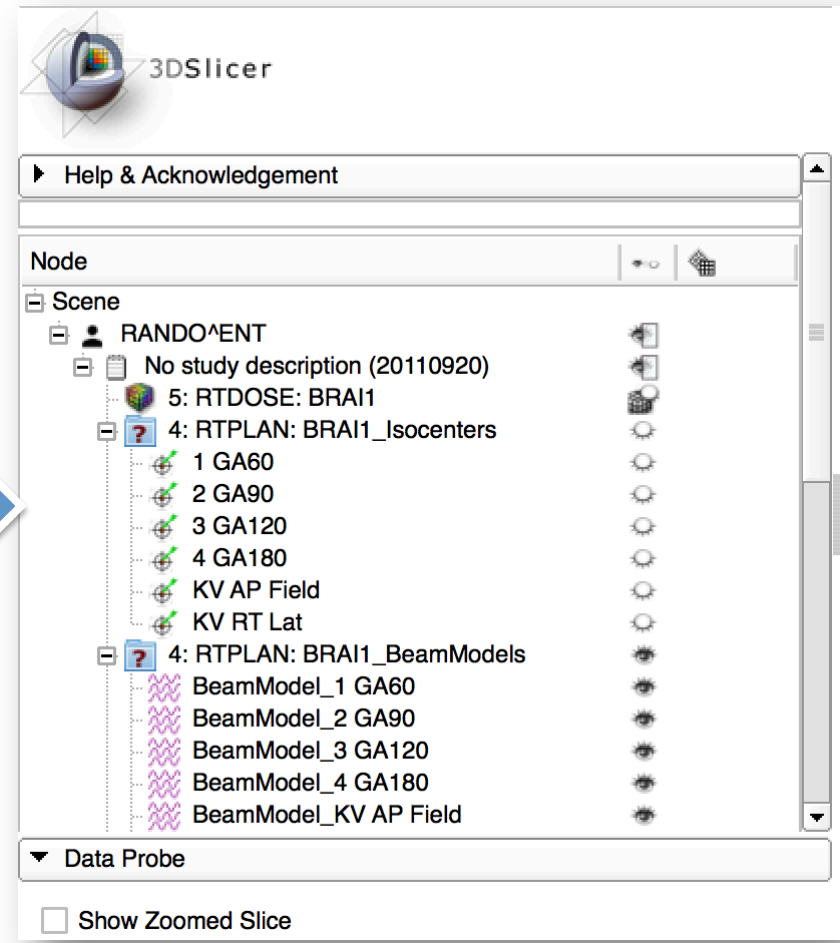 3DSlicer
Help & Acknowledgement
Node
Scene
RANDO^ENT
No study description (20110920)
5: RTDOSE: BRAI1
? 4: RTPLAN: BRAI1_Isocenters
1 GA60
2 GA90
3 GA120
4 GA180
KV AP Field
KV RT Lat
? 4: RTPLAN: BRAI1_BeamModels
BeamModel_1 GA60
BeamModel_2 GA90
BeamModel_3 GA120
BeamModel_4 GA180
BeamModel_KV AP Field
Data Probe
Show Zoomed Slice